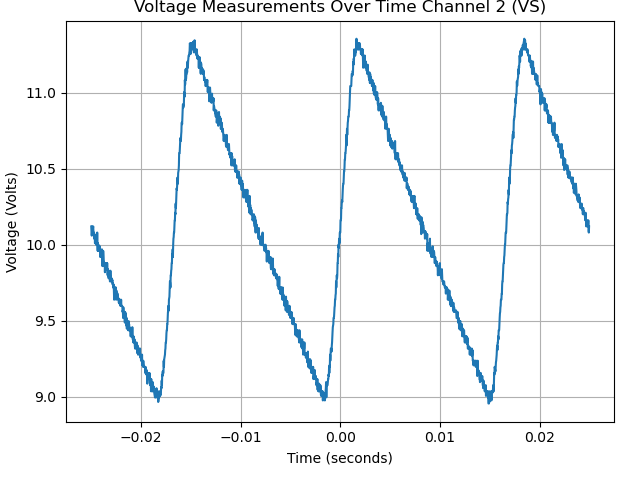 Voltage Measurements Over Time Channel 2 (VS)
Voltage (Volts)
11.0
10.5
10.0
9.5
9.0
−0.02 −0.01 0.00 0.01 0.02
Time (seconds)